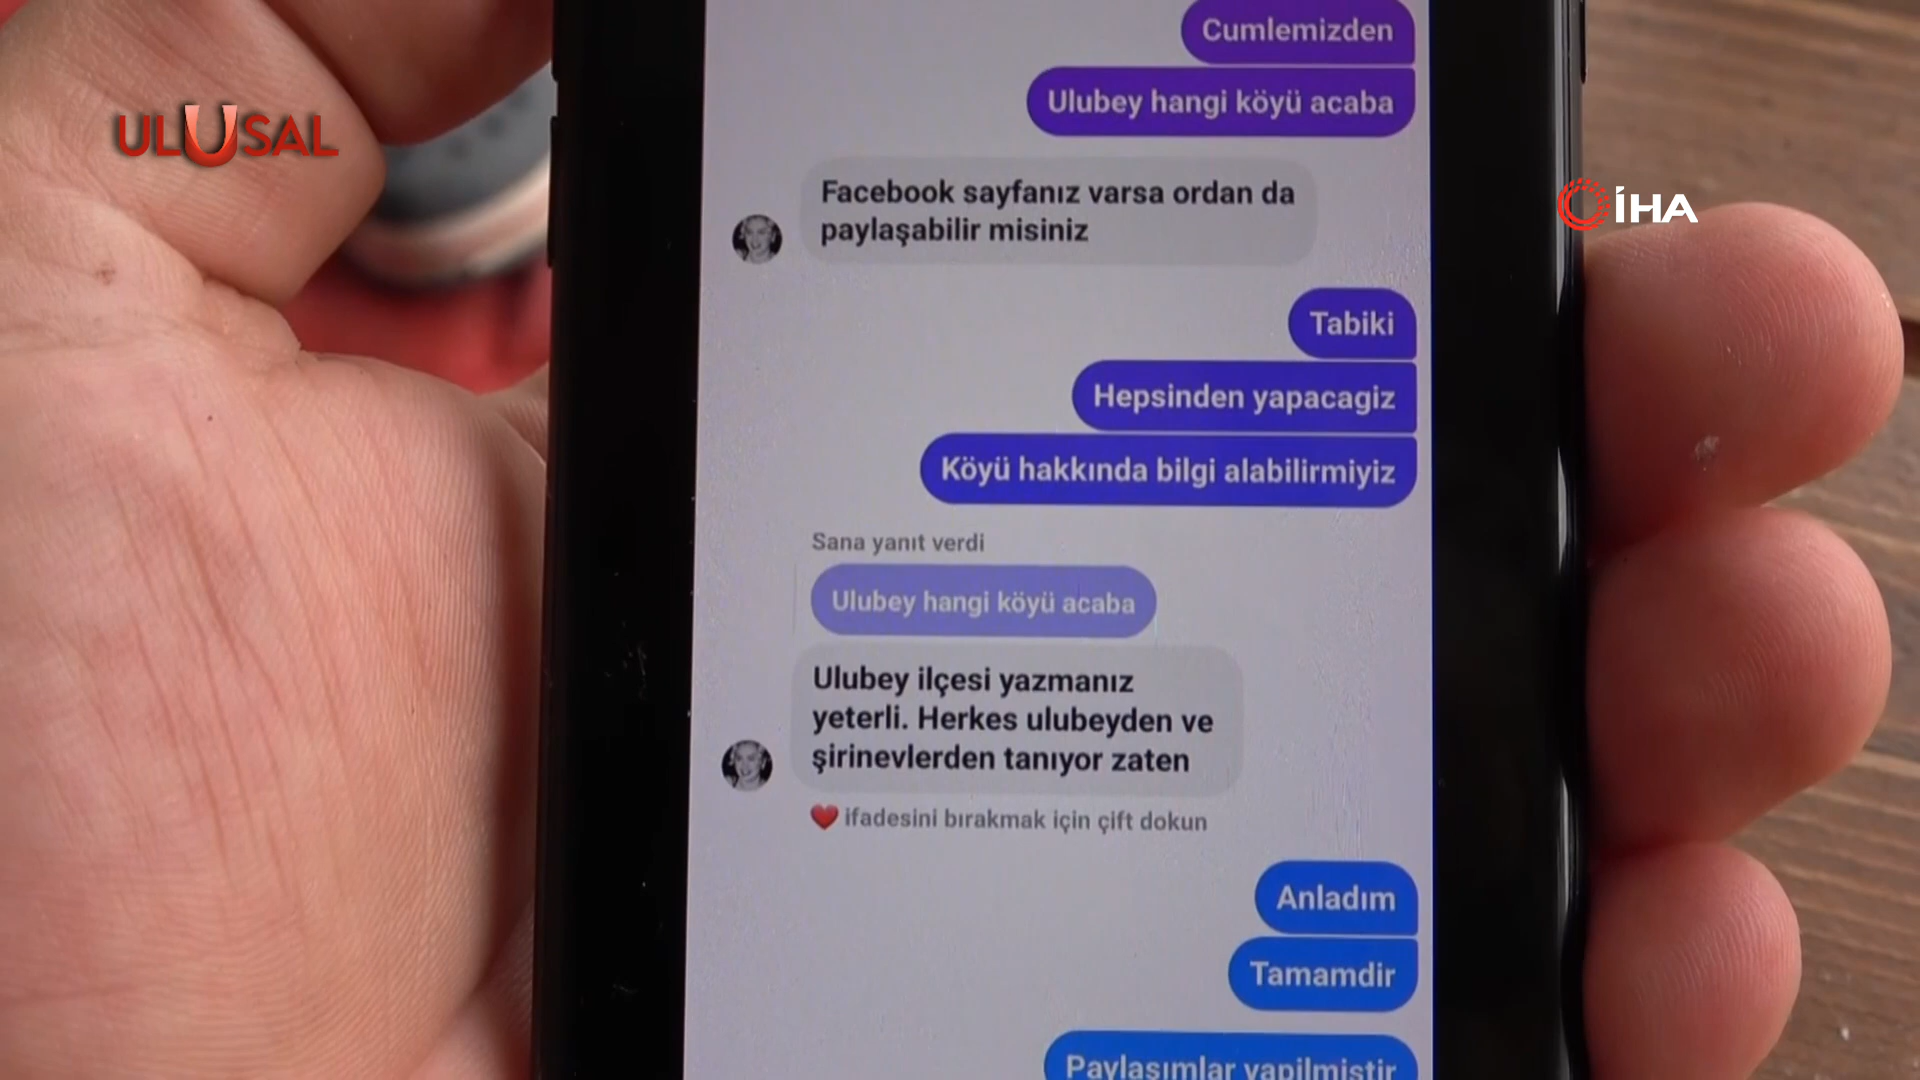 Cumlemizden
Ulubey hangi köyü acaba
ULUSAL
Facebook sayfanız varsa ordan da
paylaşabilir misiniz
İHA
Tabiki
Hepsinden yapacagiz
Köyü hakkında bilgi alabilirmiyiz
Sana yanıt verdi
Ulubey hangi köyü acaba
Ulubey ilçesi yazmanız
yeterli. Herkes ulubeyden ve
şirinevlerden tanıyor zaten
❤ ifadesini bırakmak için çift dokun
Anladım
Tamamdir
Paylaşımlar yapilmiştir